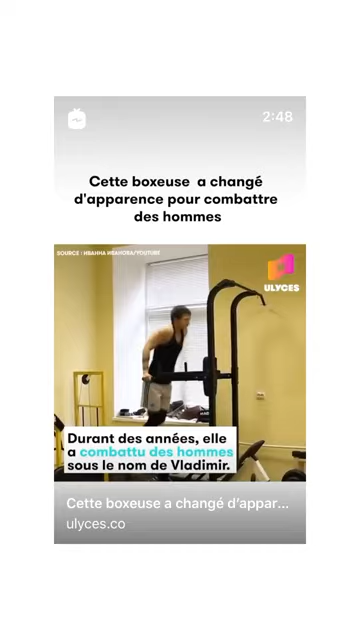 2:48
Cette boxeuse a changé
d'apparence pour combattre
des hommes
ULYCES
Durant des années, elle
a combattu des hommes
sous le nom de Vladimir.
Cette boxeuse a changé d'appar...
ulyces.co